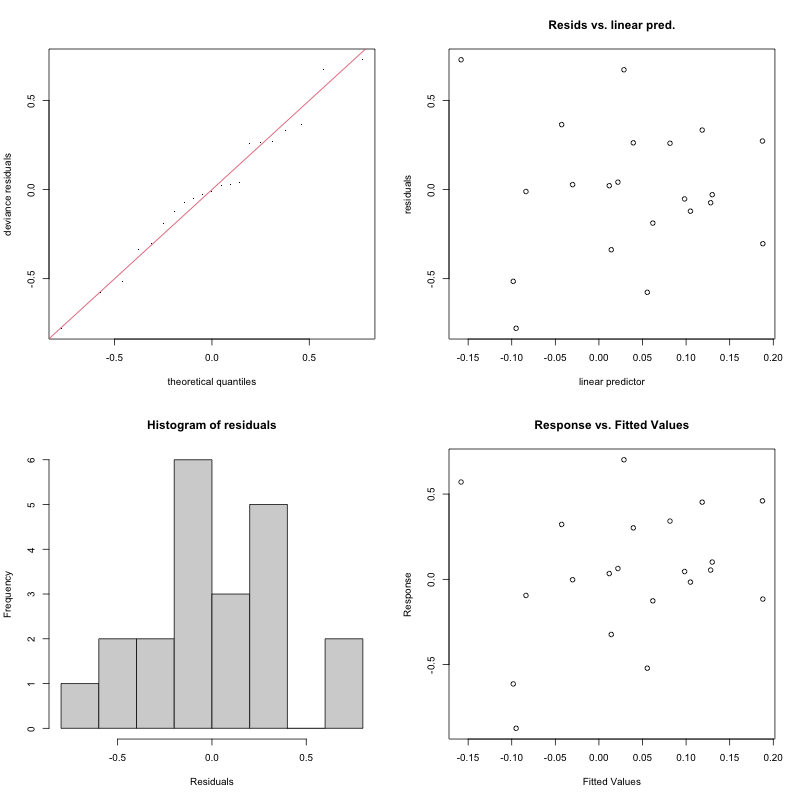 deviance residuals
0.5
0.0
-0.5
-0.5 0.0 0.5
theoretical quantiles
Resids vs. linear pred.
residuals
0.5
0.0
-0.5
-0.15 -0.10 -0.05 0.00 0.05 0.10 0.15 0.20
linear predictor
Histogram of residuals
Frequency
6
5
4
3
2
1
0
-0.5 0.0 0.5
Residuals
Response vs. Fitted Values
Response
0.5
0.0
-0.5
-0.15 -0.10 -0.05 0.00 0.05 0.10 0.15 0.20
Fitted Values